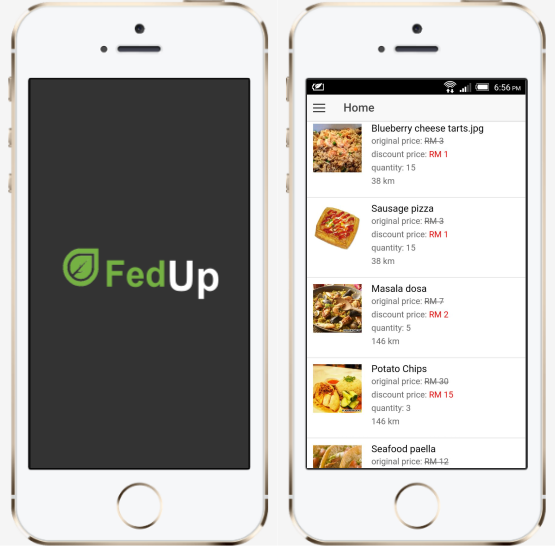 FedUp
6:56 PM
Home
Blueberry cheese tarts.jpg
original price: RM 3
discount price: RM 1
quantity: 15
38 km
Sausage pizza
original price: RM 3
discount price: RM 1
quantity: 15
38 km
Masala dosa
original price: RM 7
discount price: RM 2
quantity: 5
146 km
Potato Chips
original price: RM 30
discount price: RM 15
quantity: 3
146 km
Seafood paella
original price: RM 12